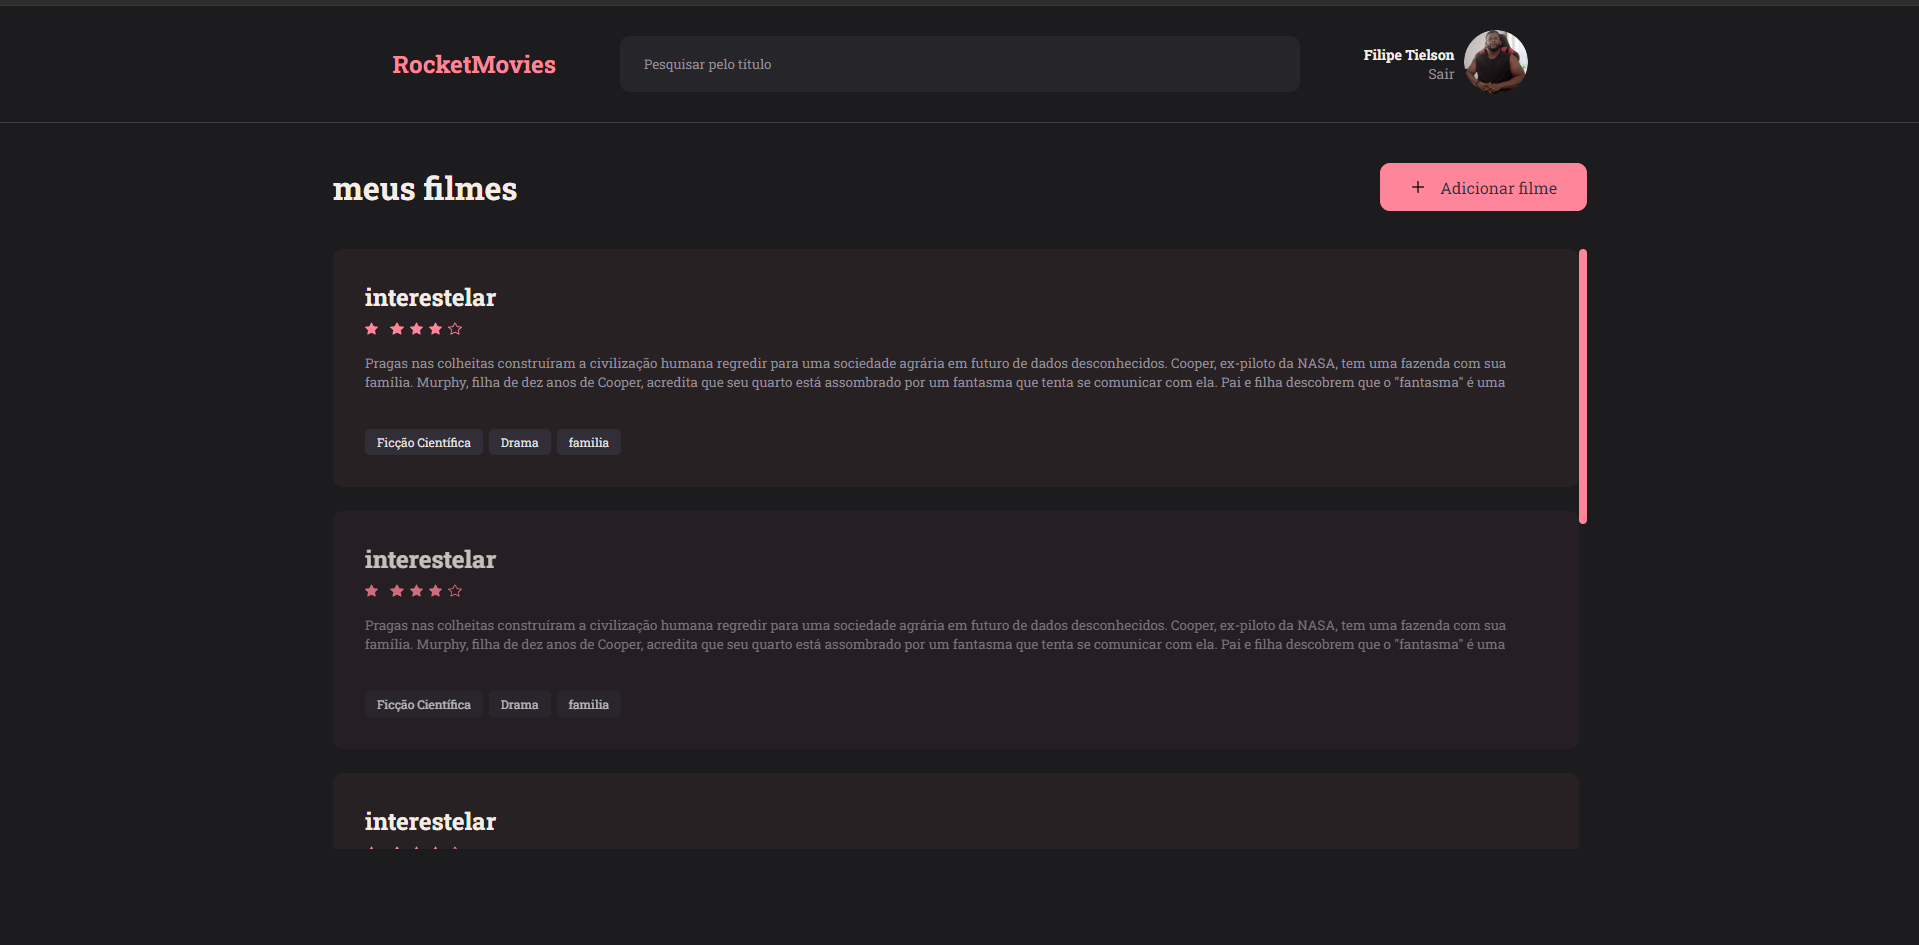 RocketMovies
Pesquisar pelo título
Filipe Tielson
Sair
meus filmes
Adicionar filme
interestelar
Pragas nas colheitas construíram a civilização humana regredir para uma sociedade agrária em futuro de dados desconhecidos. Cooper, ex-piloto da NASA, tem uma fazenda com sua
família. Murphy, filha de dez anos de Cooper, acredita que seu quarto está assombrado por um fantasma que tenta se comunicar com ela. Pai e filha descobrem que o "fantasma" é uma
Ficção Científica Drama familia
interestelar
Pragas nas colheitas construíram a civilização humana regredir para uma sociedade agrária em futuro de dados desconhecidos. Cooper, ex-piloto da NASA, tem uma fazenda com sua
família. Murphy, filha de dez anos de Cooper, acredita que seu quarto está assombrado por um fantasma que tenta se comunicar com ela. Pai e filha descobrem que o "fantasma" é uma
Ficção Científica Drama familia
interestelar